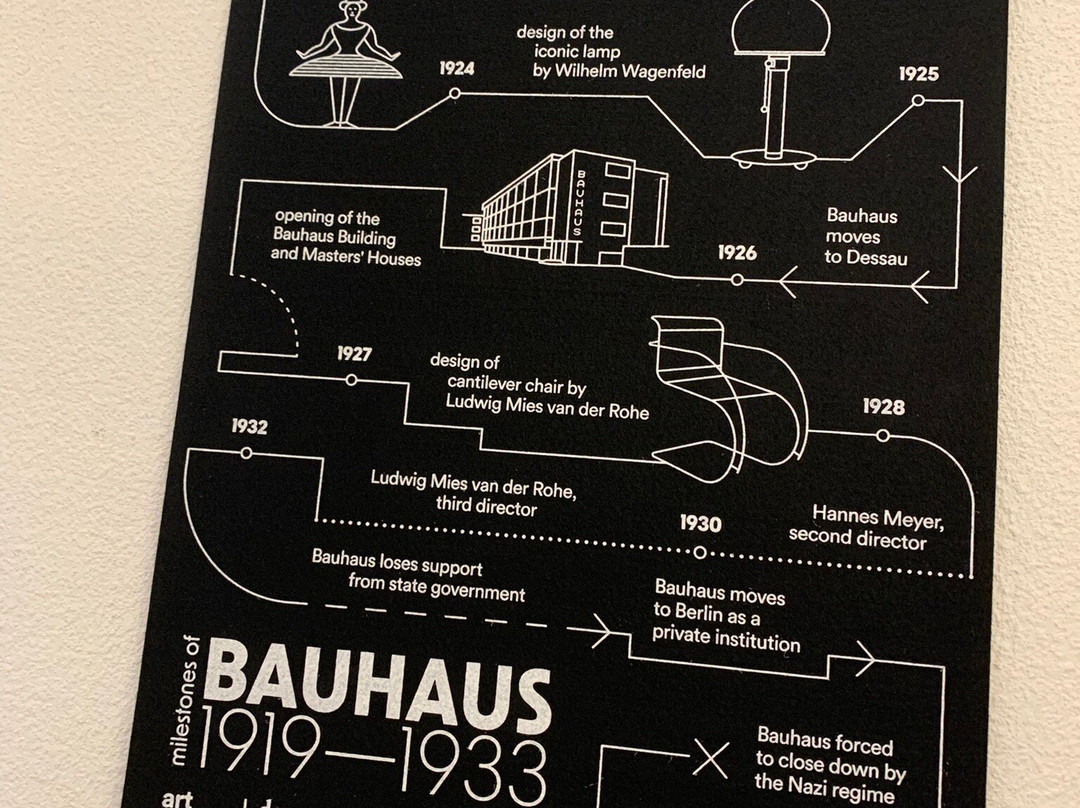 design of the
iconic lamp
by Wilhelm Wagenfeld
1924
1925
BAUHAUS
opening of the
Bauhaus Building
and Masters' Houses
Bauhaus
moves
to Dessau
1926
1927
design of
cantilever chair by
Ludwig Mies van der Rohe
1928
1932
Ludwig Mies van der Rohe,
third director
1930
Hannes Meyer,
second director
Bauhaus loses support
from state government
Bauhaus moves
to Berlin as a
private institution
milestones of
BAUHAUS
1919—1933
Bauhaus forced
to close down by
the Nazi regime
art